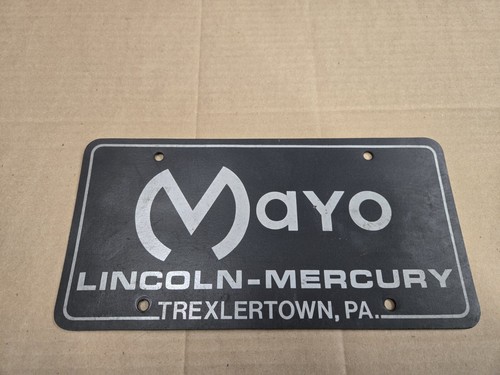 Mayo
LINCOLN-MERCURY
TREXLERTOWN, PA.